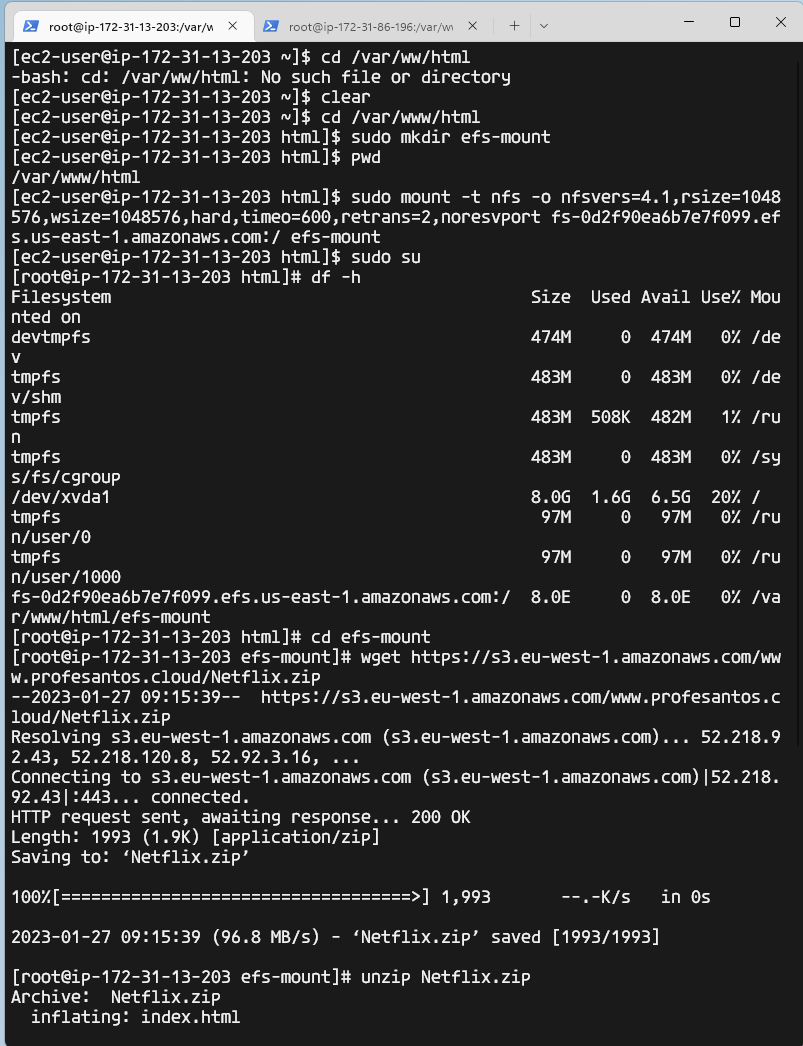 root@ip-172-31-13-203:/var/w
root@ip-172-31-86-196:/var/w
[ec2-user@ip-172-31-13-203 ~]$ cd /var/ww/html
-bash: cd: /var/ww/html: No such file or directory
[ec2-user@ip-172-31-13-203 ~]$ clear
[ec2-user@ip-172-31-13-203 ~]$ cd /var/www/html
[ec2-user@ip-172-31-13-203 html]$ sudo mkdir efs-mount
[ec2-user@ip-172-31-13-203 html]$ pwd
/var/www/html
[ec2-user@ip-172-31-13-203 html]$ sudo mount -t nfs -o nfsvers=4.1,rsize=1048
576,wsize=1048576,hard,timeo=600,retrans=2,noresvport fs-0d2f90ea6b7e7f099.ef
s.us-east-1.amazonaws.com:/ efs-mount
[ec2-user@ip-172-31-13-203 html]$ sudo su
[root@ip-172-31-13-203 html]# df -h
Filesystem                                          Size  Used Avail Use% Mou
nted on
devtmpfs                                            474M     0  474M   0% /de
v
tmpfs                                               483M     0  483M   0% /de
v/shm
tmpfs                                               483M  508K  482M   1% /ru
n
tmpfs                                               483M     0  483M   0% /sy
s/fs/cgroup
/dev/xvda1                                          8.0G  1.6G  6.5G  20% /
tmpfs                                                97M     0   97M   0% /ru
n/user/0
tmpfs                                                97M     0   97M   0% /ru
n/user/1000
fs-0d2f90ea6b7e7f099.efs.us-east-1.amazonaws.com:/  8.0E     0  8.0E   0% /va
r/www/html/efs-mount
[root@ip-172-31-13-203 html]# cd efs-mount
[root@ip-172-31-13-203 efs-mount]# wget https://s3.eu-west-1.amazonaws.com/ww
w.profesantos.cloud/Netflix.zip
--2023-01-27 09:15:39--  https://s3.eu-west-1.amazonaws.com/www.profesantos.c
loud/Netflix.zip
Resolving s3.eu-west-1.amazonaws.com (s3.eu-west-1.amazonaws.com)... 52.218.9
2.43, 52.218.120.8, 52.92.3.16, ...
Connecting to s3.eu-west-1.amazonaws.com (s3.eu-west-1.amazonaws.com)|52.218.
92.43|:443... connected.
HTTP request sent, awaiting response... 200 OK
Length: 1993 (1.9K) [application/zip]
Saving to: ‘Netflix.zip’
100%[===================================>] 1,993       --.-K/s   in 0s
2023-01-27 09:15:39 (96.8 MB/s) - ‘Netflix.zip’ saved [1993/1993]
[root@ip-172-31-13-203 efs-mount]# unzip Netflix.zip
Archive:  Netflix.zip
  inflating: index.html